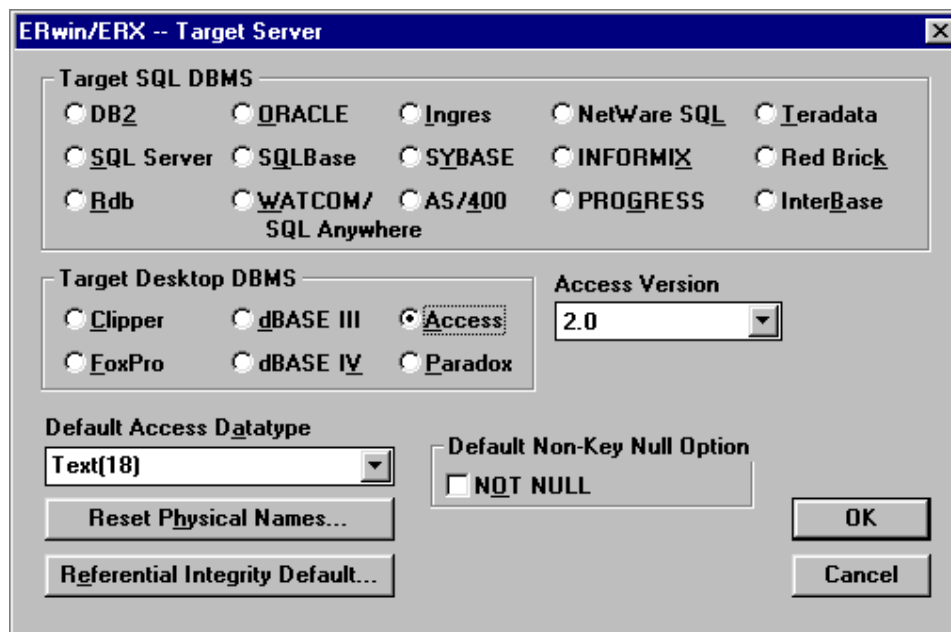 ERwin/ERX -- Target Server
Target SQL DBMS
DB2 ORACLE Ingres NetWare SQL Teradata
SQL Server SQLBase SYBASE INFORMIX Red Brick
Rdb WATCOM/ AS/400 PROGRESS InterBase
SQL Anywhere
Target Desktop DBMS
Access Version
Clipper dBASE III Access 2.0
FoxPro dBASE IV Paradox
Default Access Datatype
Default Non-Key Null Option
Text(18)
NOT NULL
Reset Physical Names... OK
Referential Integrity Default... Cancel